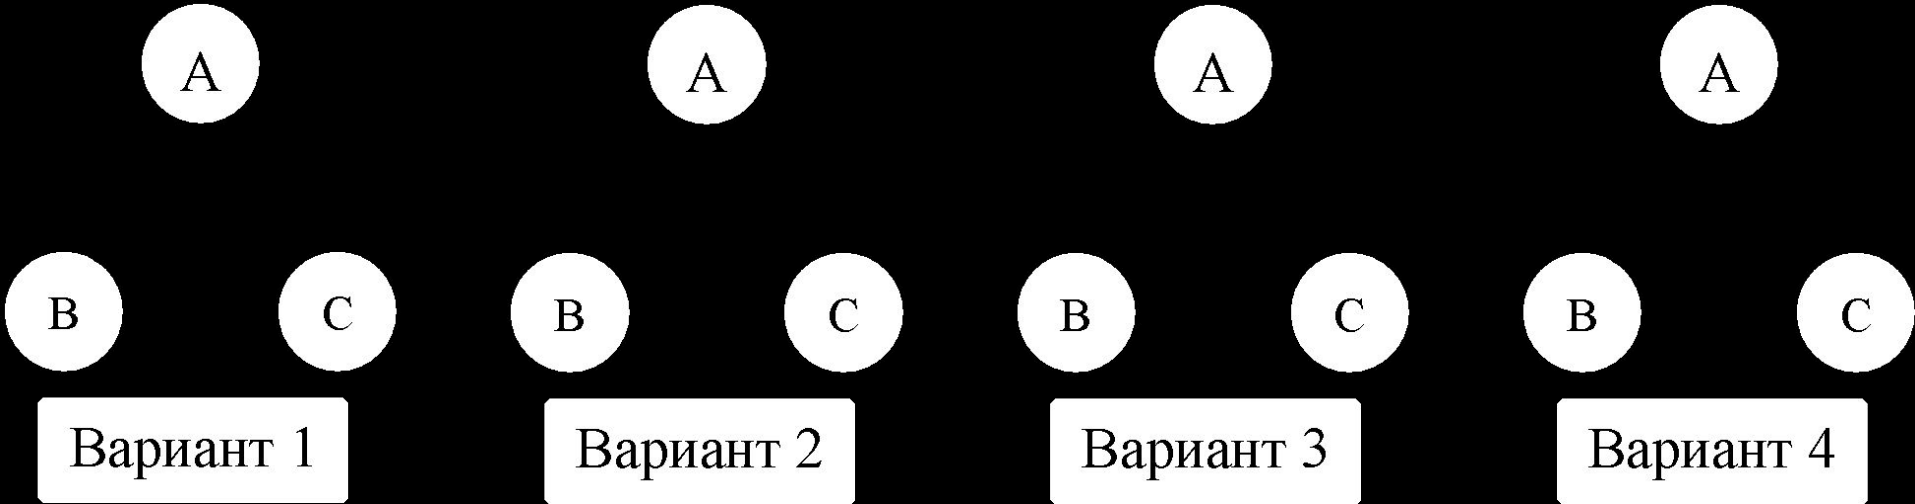 A A A A
B C B C B C B C
Вариант 1 Вариант 2 Вариант 3 Вариант 4